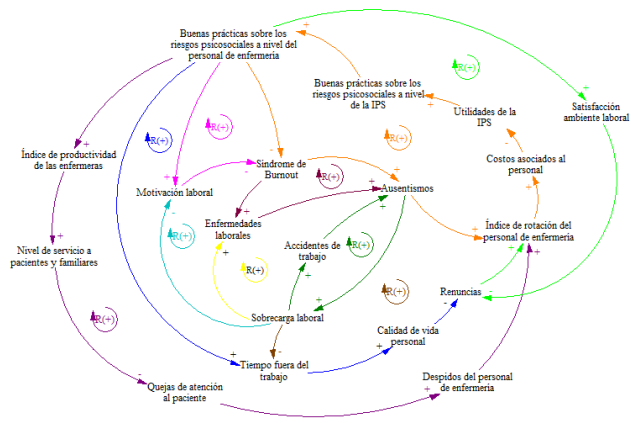 Buenas prácticas sobre los
riesgos psicosociales a nivel del
personal de enfermería
Buenas prácticas sobre los
riesgos psicosociales a nivel
de la IPS
Utilidades de la
IPS
Satisfacción
ambiente laboral
Índice de productividad
de las enfermeras
Síndrome de
Burnout
Costos asociados al
personal
Motivación laboral
Ausentismos
Enfermedades
laborales
Índice de rotación del
personal de enfermería
Nivel de servicio a
pacientes y familiares
Accidentes de
trabajo
Renuncias
Sobrecarga laboral
Calidad de vida
personal
Tiempo fuera del
trabajo
Quejas de atención
al paciente
Despidos del personal
de enfermería
R(+)
R(+)
R(+)
R(+)
R(+)
R(+)
R(+)
R(+)
R(+)
R(+)